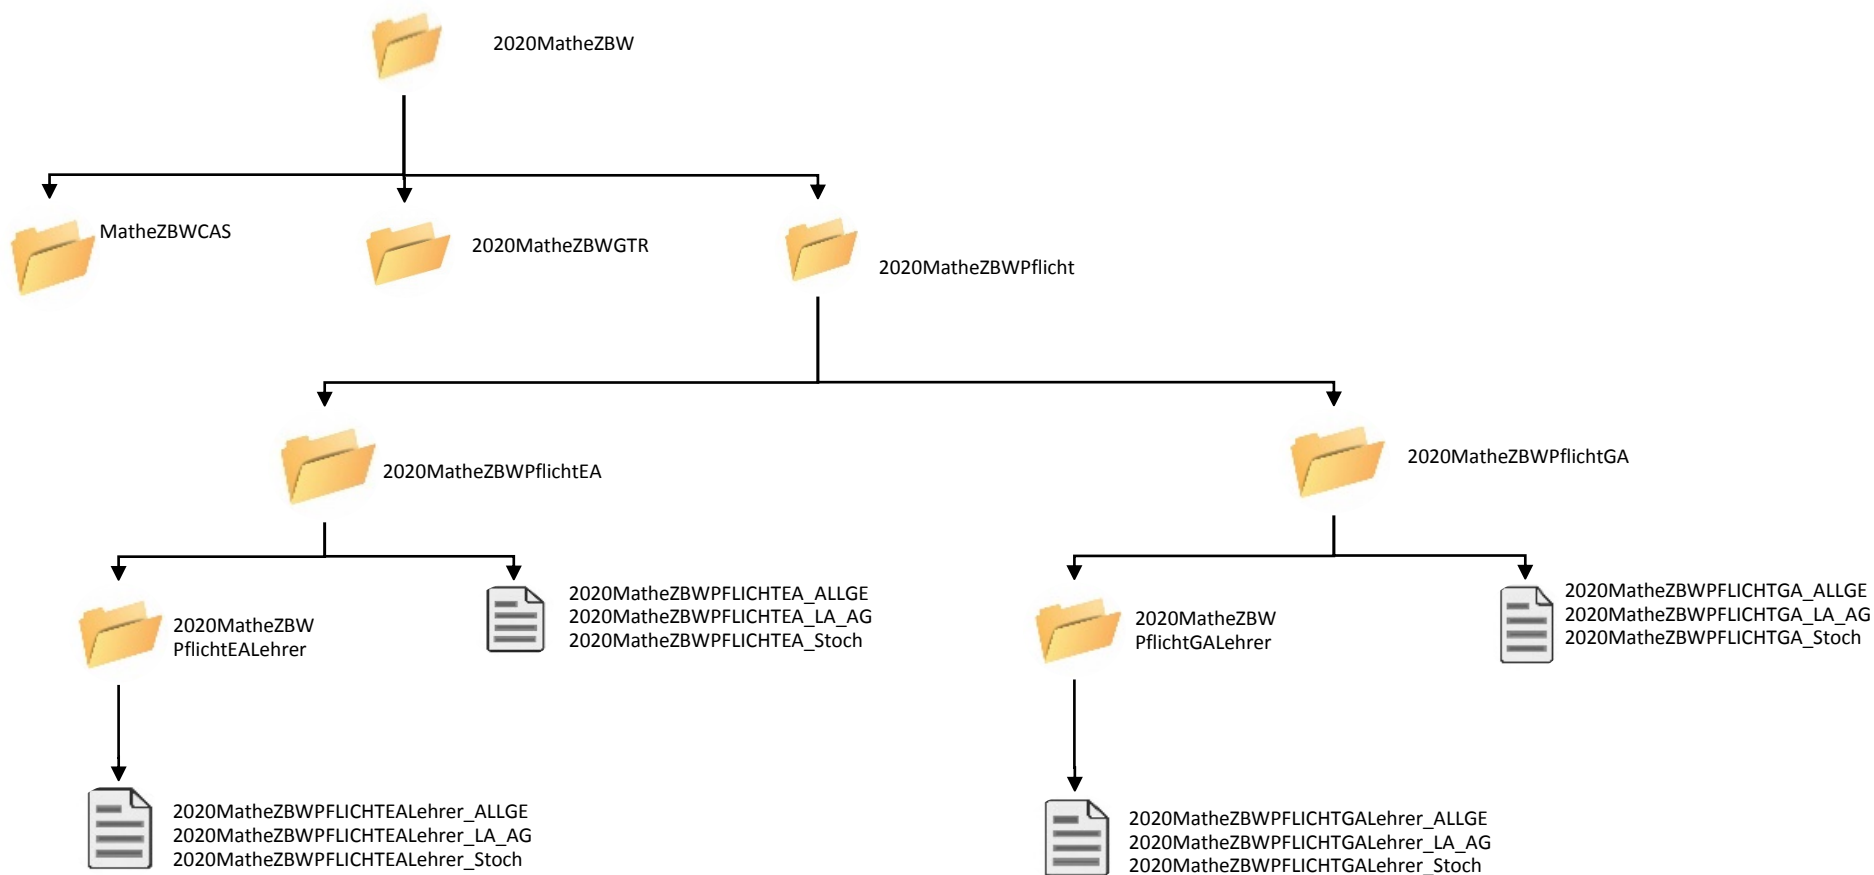 2020MatheZBW
MatheZBWCAS
2020MatheZBWGTR
2020MatheZBWPflicht
2020MatheZBWPflichtEA
2020MatheZBWPflichtGA
2020MatheZBW
PflichtEALehrer
2020MatheZBWPFLICHTEA_ALLGE
2020MatheZBWPFLICHTEA_LA_AG
2020MatheZBWPFLICHTEA_Stoch
2020MatheZBW
PflichtGALehrer
2020MatheZBWPFLICHTGA_ALLGE
2020MatheZBWPFLICHTGA_LA_AG
2020MatheZBWPFLICHTGA_Stoch
2020MatheZBWPFLICHTEALehrer_ALLGE
2020MatheZBWPFLICHTEALehrer_LA_AG
2020MatheZBWPFLICHTEALehrer_Stoch
2020MatheZBWPFLICHTGALehrer_ALLGE
2020MatheZBWPFLICHTGALehrer_LA_AG
2020MatheZBWPFLICHTGALehrer_Stoch